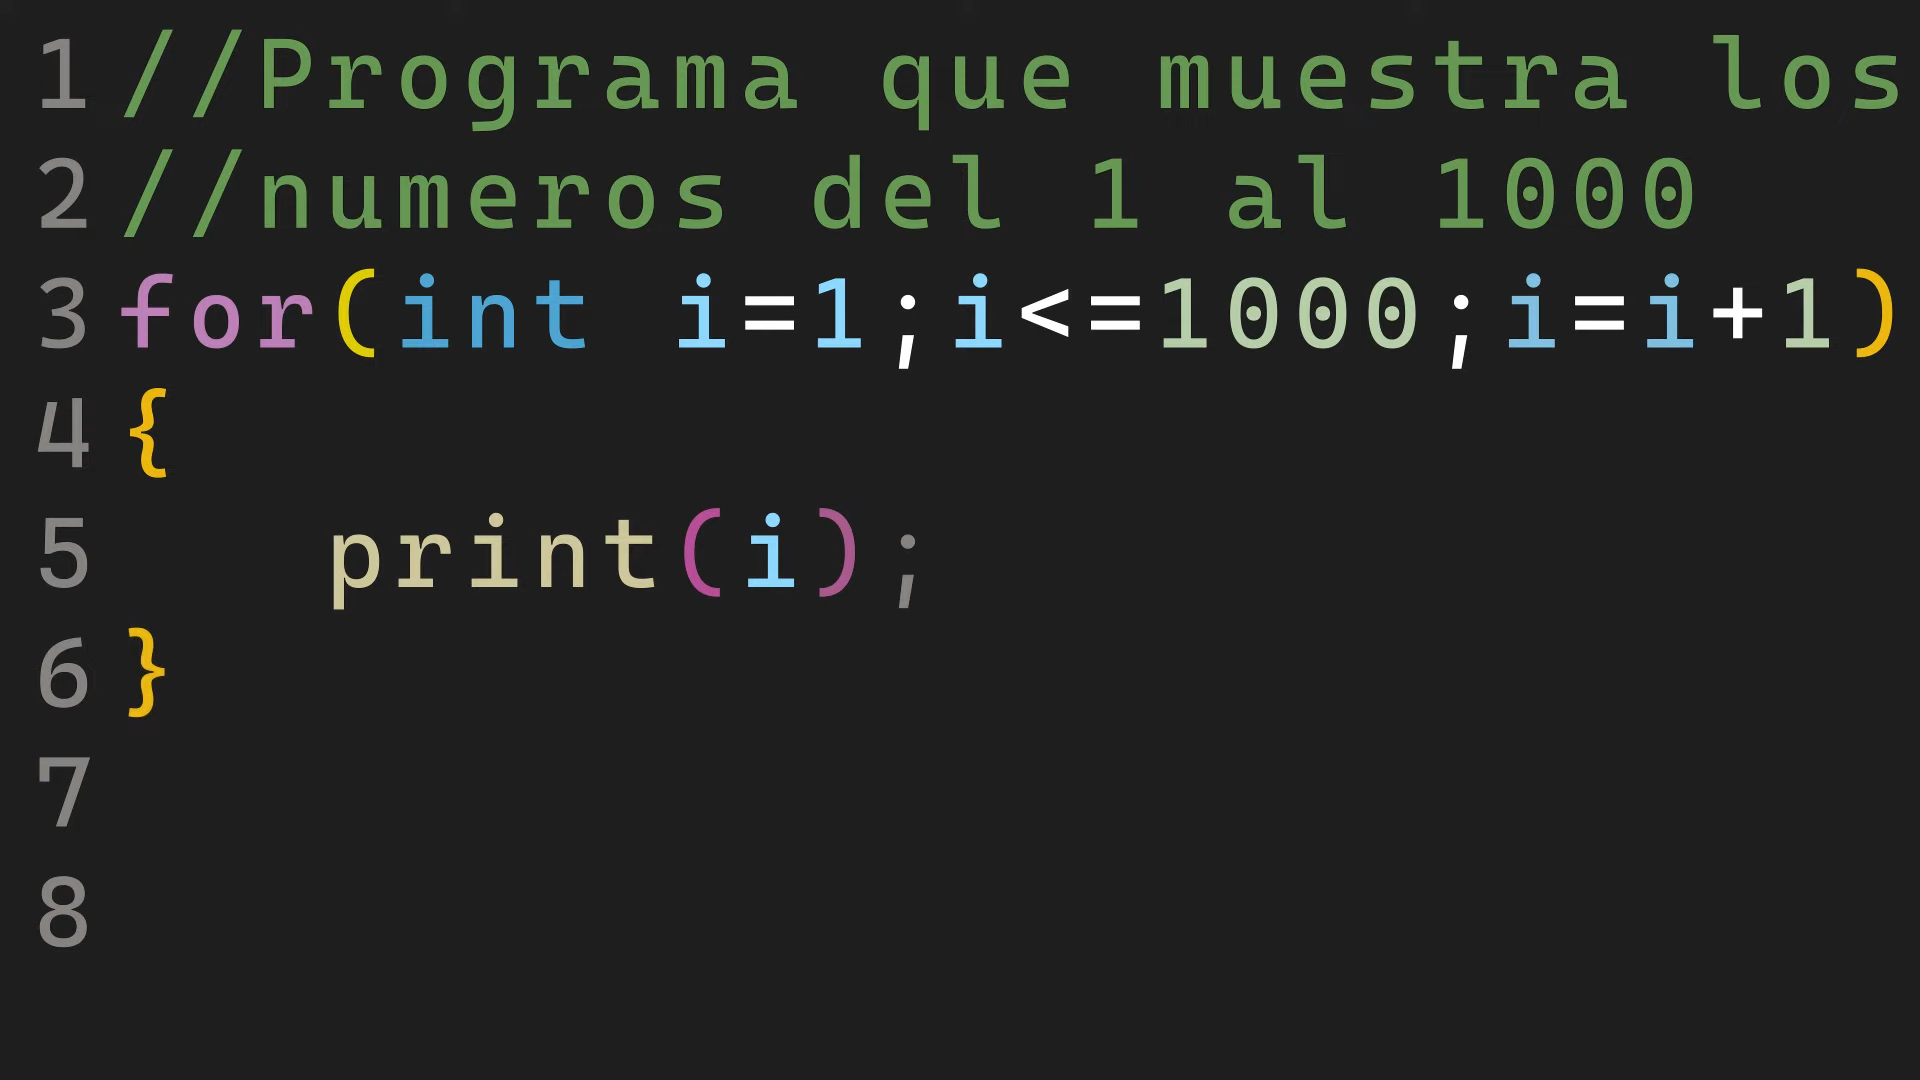 1 //Programa que muestra los
2 //numeros del 1 al 1000
3 for(int i=1;i<=1000;i=i+1)
4 {
5    print(i);
6 }
7
8